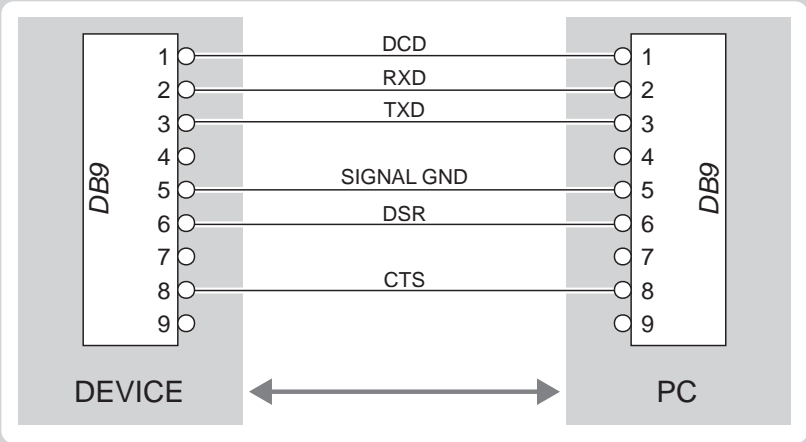 DCD
1 1
RXD
2 2
TXD
3 3
4 4
DB9 DB9
SIGNAL GND
5 5
DSR
6 6
7 7
CTS
8 8
9 9
DEVICE PC